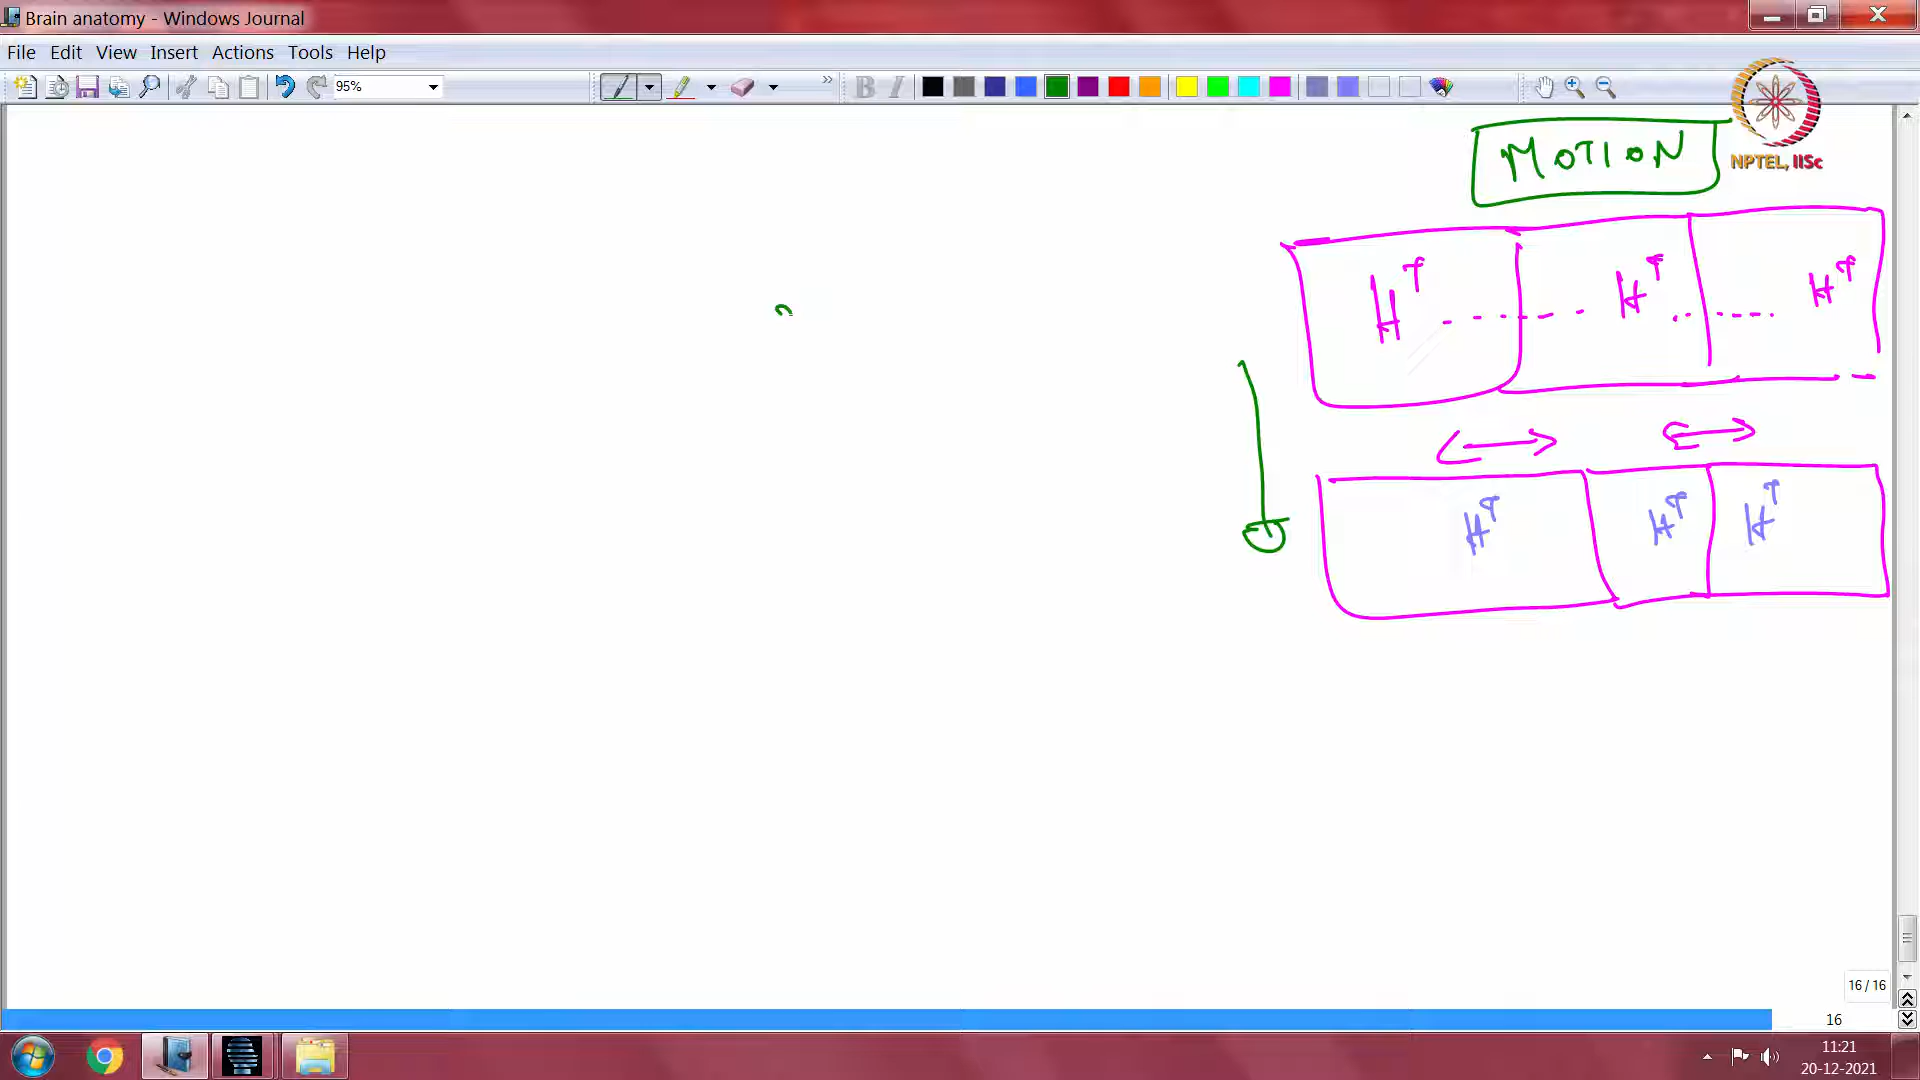 Brain anatomy - Windows Journal
File Edit View Insert Actions Tools Help
95%
B I
MOTION
NPTEL, IISc
H↑ H↑ H↑
H↑ H↑ H↑
16 / 16
16
11:21
20-12-2021